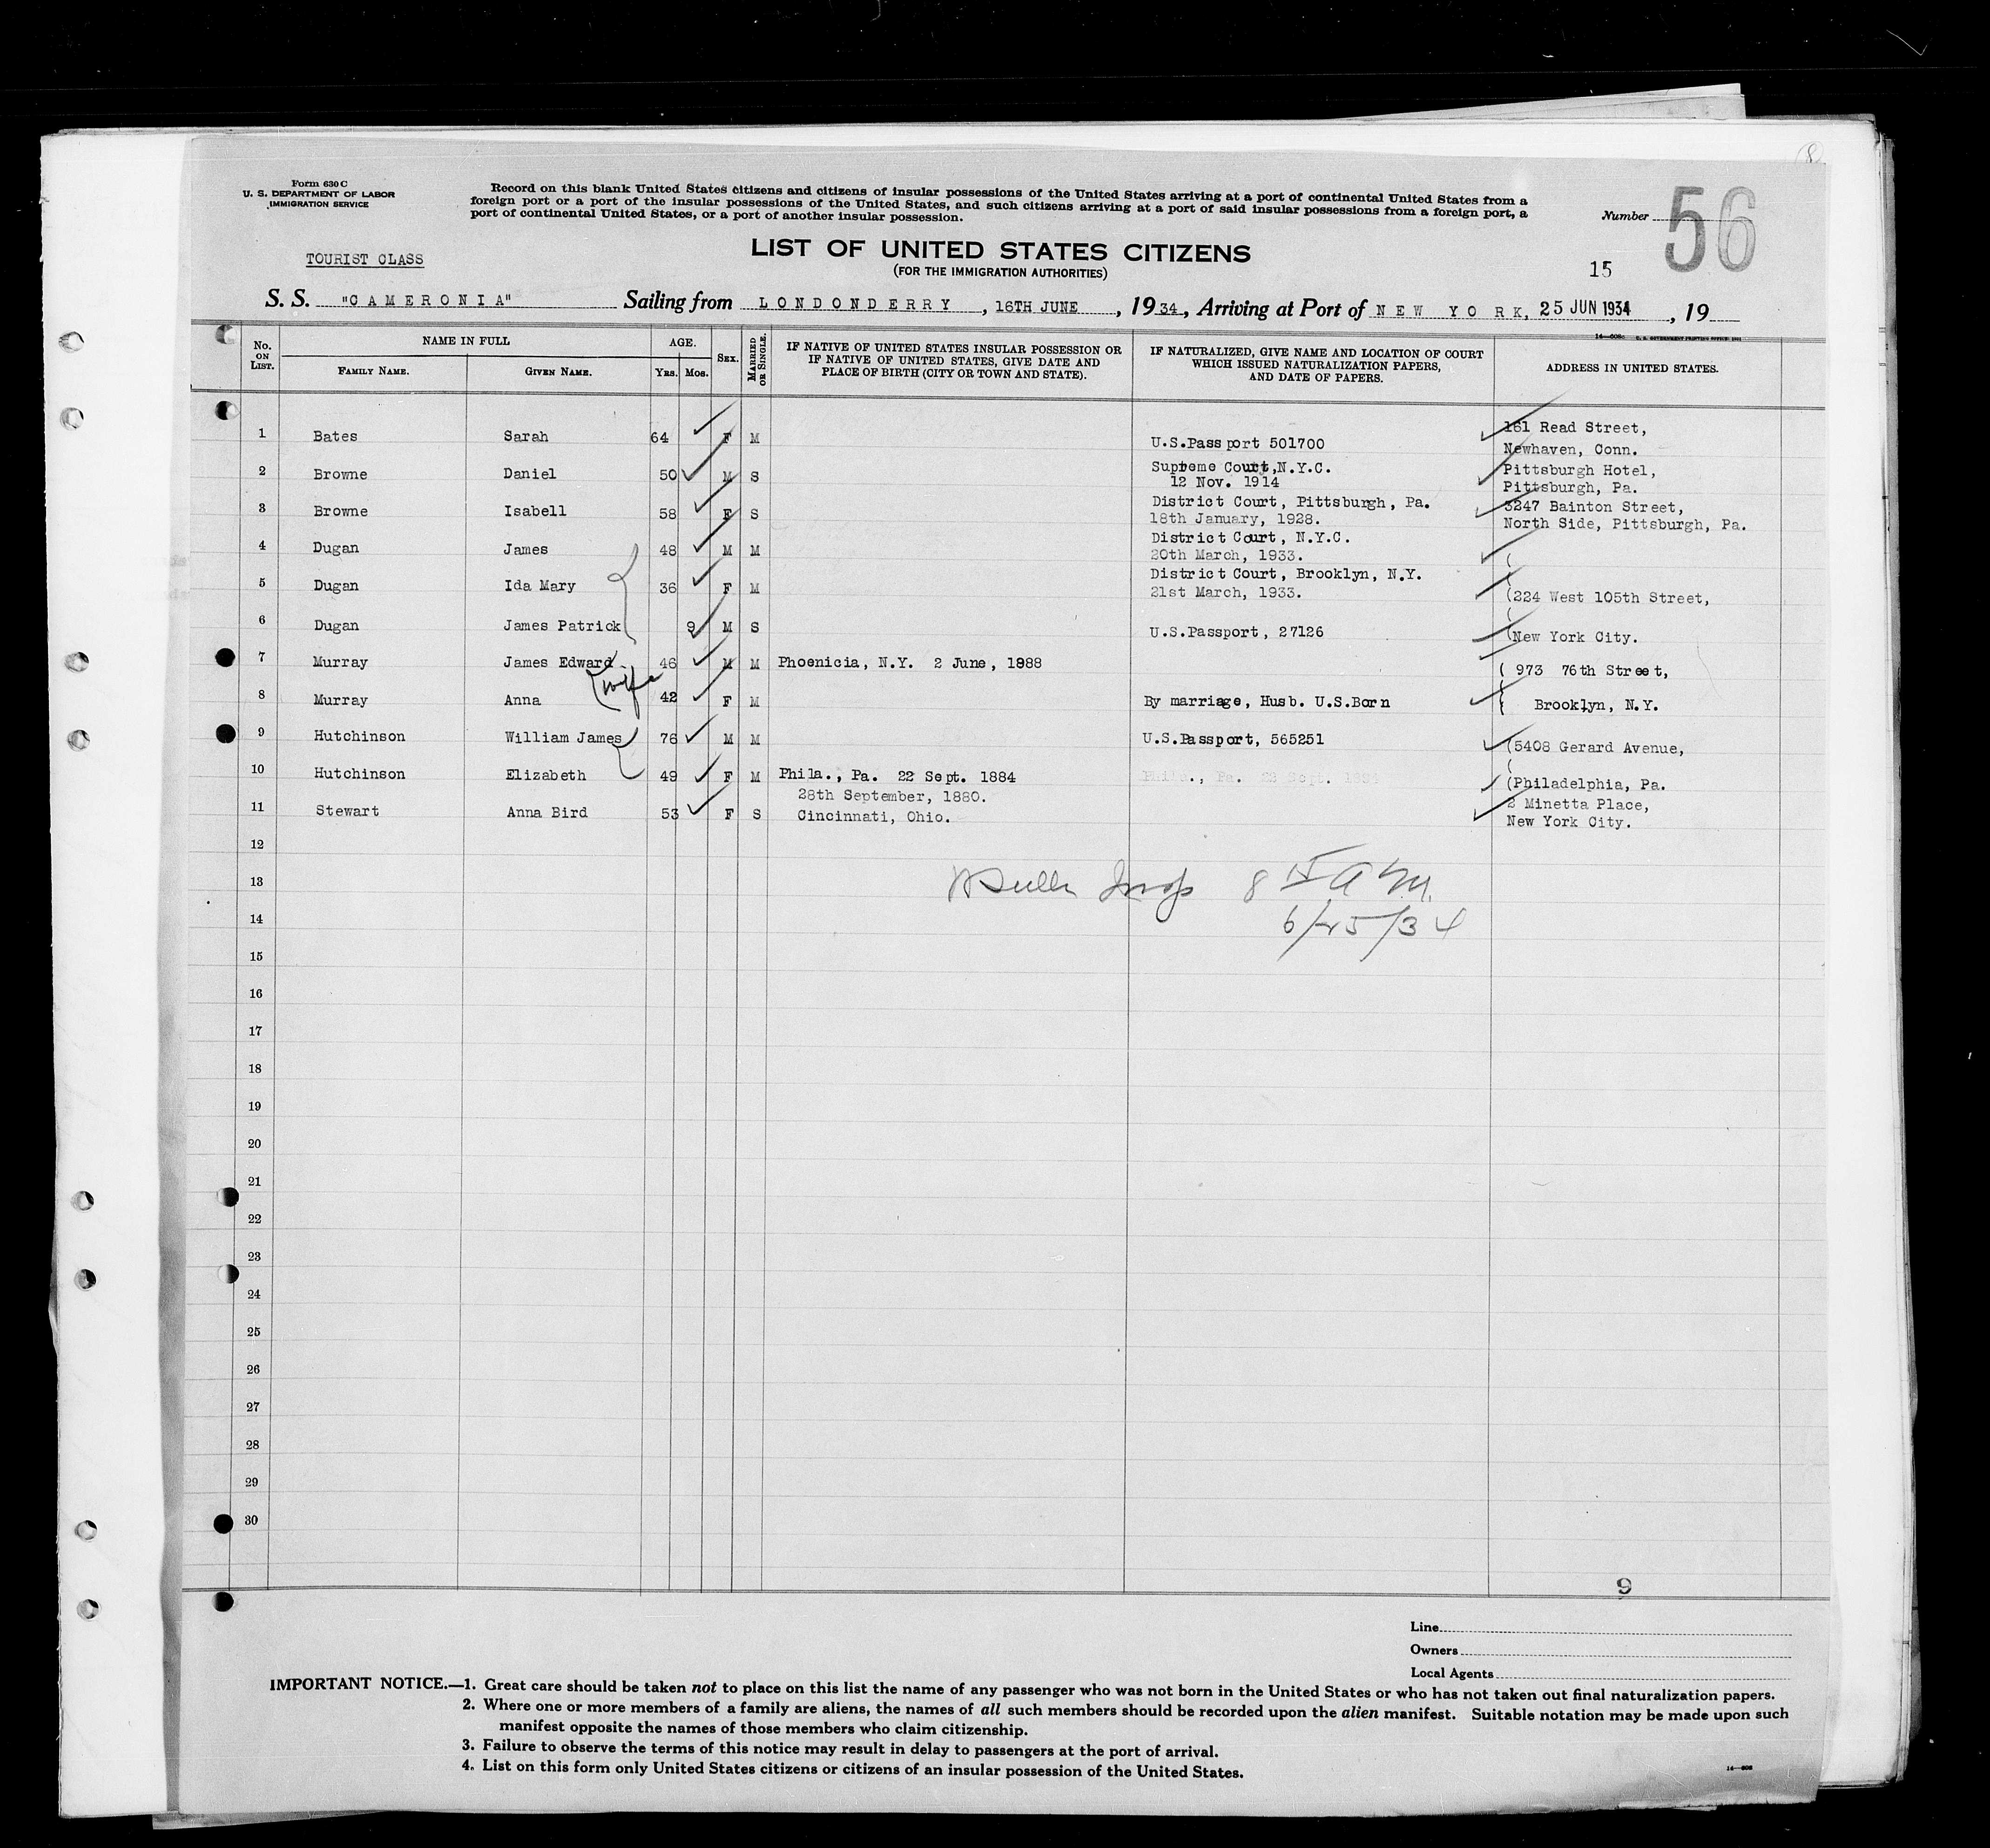 Form 630 C
U. S. DEPARTMENT OF LABOR
IMMIGRATION SERVICE
Record on this blank United States citizens and citizens of insular possessions of the United States arriving at a port of continental United States from a
foreign port or a port of the insular possessions of the United States, and such citizens arriving at a port of said insular possessions from a foreign port, a
port of continental United States, or a port of another insular possession.
Number 56
8
TOURIST CLASS
LIST OF UNITED STATES CITIZENS
(FOR THE IMMIGRATION AUTHORITIES)
15
S. S. "CAMERONIA" Sailing from LONDONDERRY, 16TH JUNE, 1934, Arriving at Port of NEW YORK, 25 JUN 1934, 19
No. ON LIST. NAME IN FULL FAMILY NAME. GIVEN NAME. AGE. YRS. MOS. SEX. MARRIED OR SINGLE. IF NATIVE OF UNITED STATES INSULAR POSSESSION OR IF NATIVE OF UNITED STATES, GIVE DATE AND PLACE OF BIRTH (CITY OR TOWN AND STATE). IF NATURALIZED, GIVE NAME AND LOCATION OF COURT WHICH ISSUED NATURALIZATION PAPERS, AND DATE OF PAPERS. ADDRESS IN UNITED STATES.
1 Bates Sarah 64 F M U.S.Passport 501700 161 Read Street, Newhaven, Conn.
2 Browne Daniel 50 M S Supreme Court, N.Y.C. 12 Nov. 1914 Pittsburgh Hotel, Pittsburgh, Pa.
3 Browne Isabell 58 F S District Court, Pittsburgh, Pa. 18th January, 1928. 3247 Bainton Street, North Side, Pittsburgh, Pa.
4 Dugan James 48 M M District Court, N.Y.C. 20th March, 1933. (
5 Dugan Ida Mary 36 F M District Court, Brooklyn, N.Y. 21st March, 1933. (224 West 105th Street,
6 Dugan James Patrick 9 M S U.S.Passport, 27126 (New York City.
7 Murray James Edward 46 M M Phoenicia, N.Y. 2 June, 1988 ( 973 76th Street,
wife
8 Murray Anna 42 F M By marriage, Husb. U.S.Born ( Brooklyn, N.Y.
9 Hutchinson William James 76 M M U.S.Passport, 565251 (5408 Gerard Avenue,
10 Hutchinson Elizabeth 49 F M Phila., Pa. 22 Sept. 1884 Phila., Pa. 22 Sept. 1884 (Philadelphia, Pa.
11 Stewart Anna Bird 53 F S 28th September, 1880. Cincinnati, Ohio. 2 Minetta Place, New York City.
12
13
Insp 8 A M.
14
6/25/34
15
16
17
18
19
20
21
22
23
24
25
26
27
28
29
30
9
Line
Owners
Local Agents
IMPORTANT NOTICE.—1. Great care should be taken not to place on this list the name of any passenger who was not born in the United States or who has not taken out final naturalization papers.
2. Where one or more members of a family are aliens, the names of all such members should be recorded upon the alien manifest. Suitable notation may be made upon such
manifest opposite the names of those members who claim citizenship.
3. Failure to observe the terms of this notice may result in delay to passengers at the port of arrival.
4. List on this form only United States citizens or citizens of an insular possession of the United States.